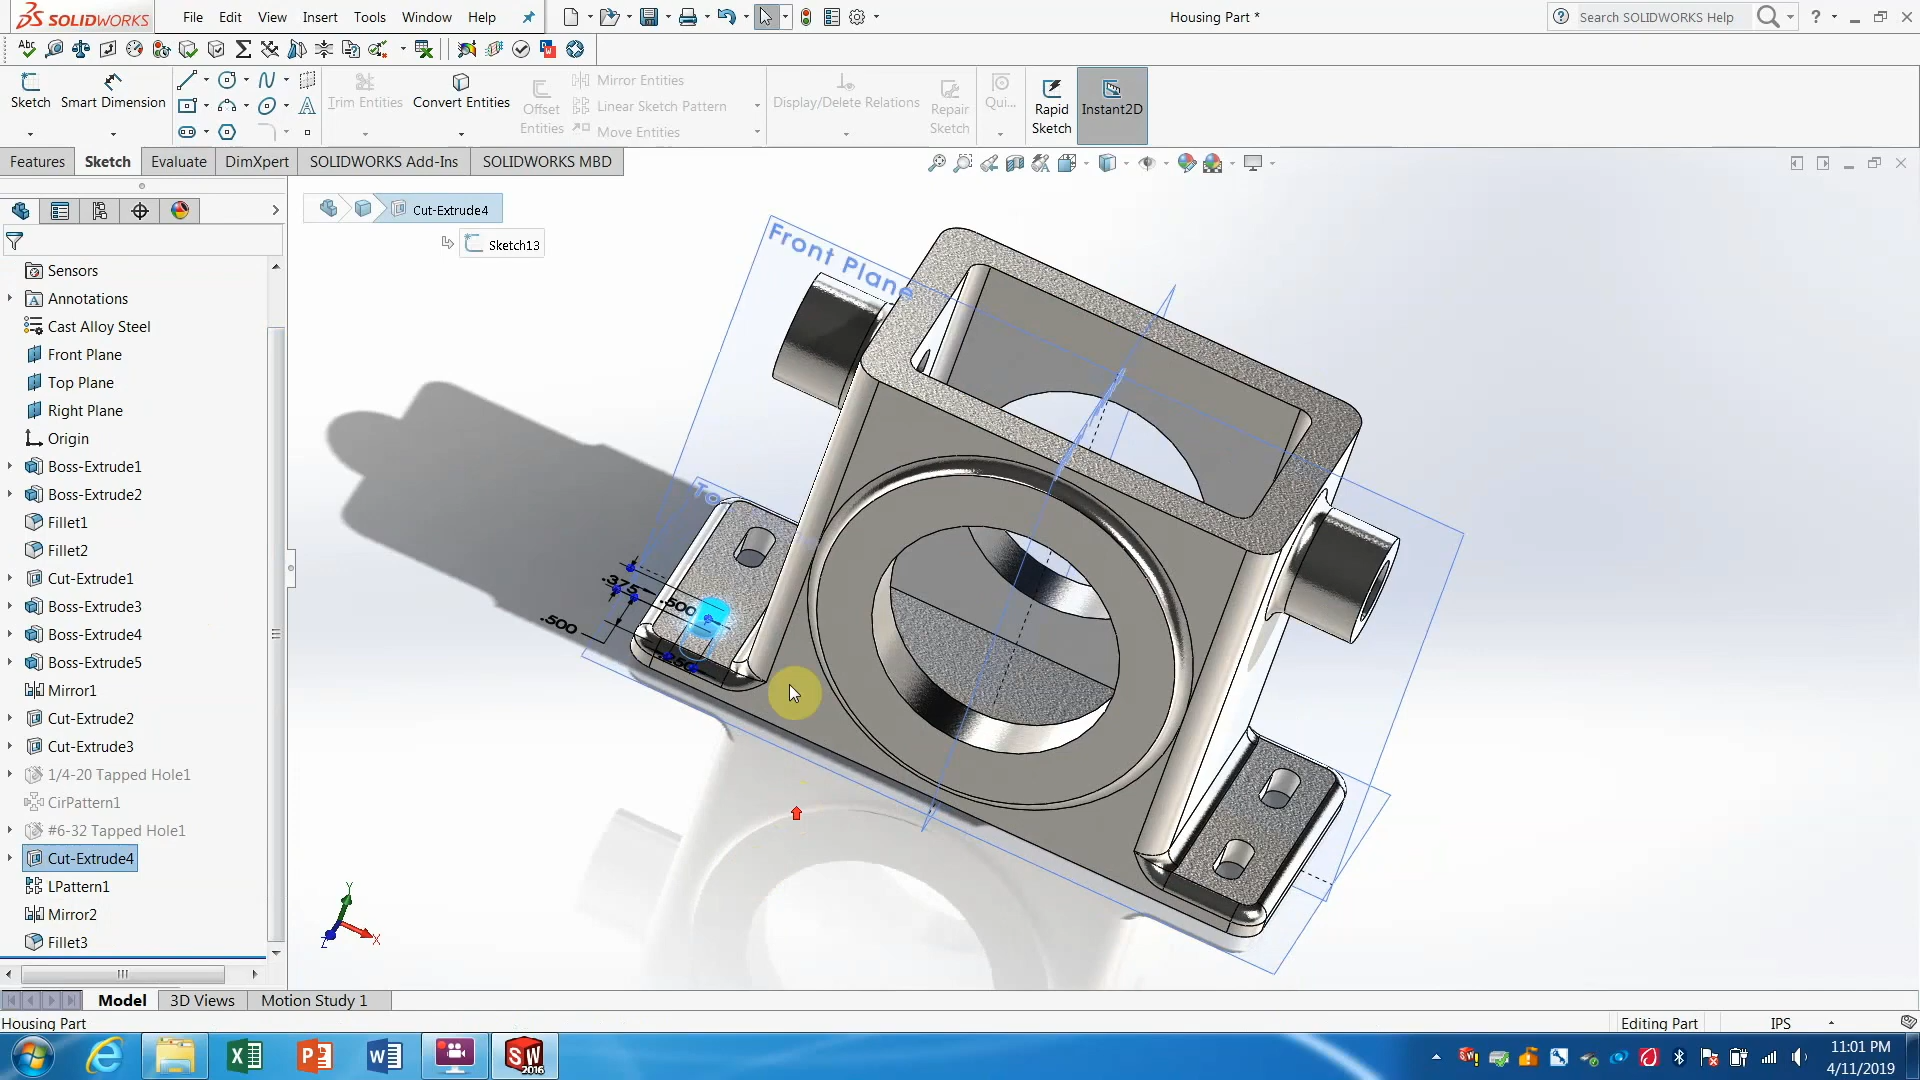 SOLIDWORKS
File Edit View Insert Tools Window Help
Housing Part *
Search SOLIDWORKS Help
Abc
Sketch
Smart Dimension
Trim Entities
Convert Entities
Offset Entities
Mirror Entities
Linear Sketch Pattern
Move Entities
Display/Delete Relations
Repair Sketch
Qui...
Rapid Sketch
Instant2D
Features Sketch Evaluate DimXpert SOLIDWORKS Add-Ins SOLIDWORKS MBD
Cut-Extrude4
Sketch13
Sensors
Annotations
Cast Alloy Steel
Front Plane
Top Plane
Right Plane
Origin
Boss-Extrude1
Boss-Extrude2
Fillet1
Fillet2
Cut-Extrude1
Boss-Extrude3
Boss-Extrude4
Boss-Extrude5
Mirror1
Cut-Extrude2
Cut-Extrude3
1/4-20 Tapped Hole1
CirPattern1
#6-32 Tapped Hole1
Cut-Extrude4
LPattern1
Mirror2
Fillet3
Front Plane
To
.375
.500
.500
.250
Y
X
Z
Model 3D Views Motion Study 1
Housing Part
Editing Part
IPS
SW
2016
11:01 PM
4/11/2019